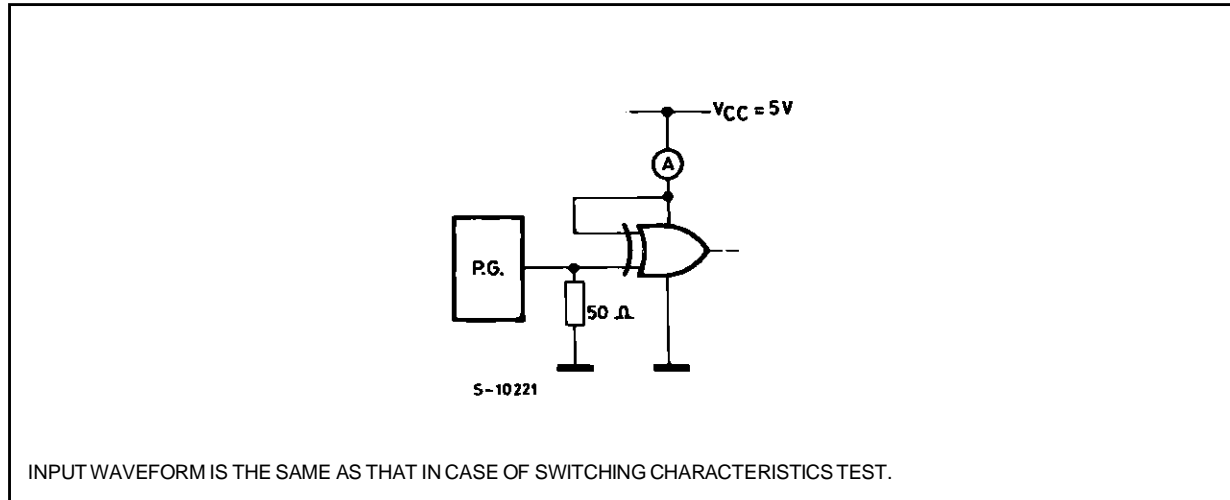 VCC = 5V
A
P.G.
50 Ω
S-10221
INPUT WAVEFORM IS THE SAME AS THAT IN CASE OF SWITCHING CHARACTERISTICS TEST.